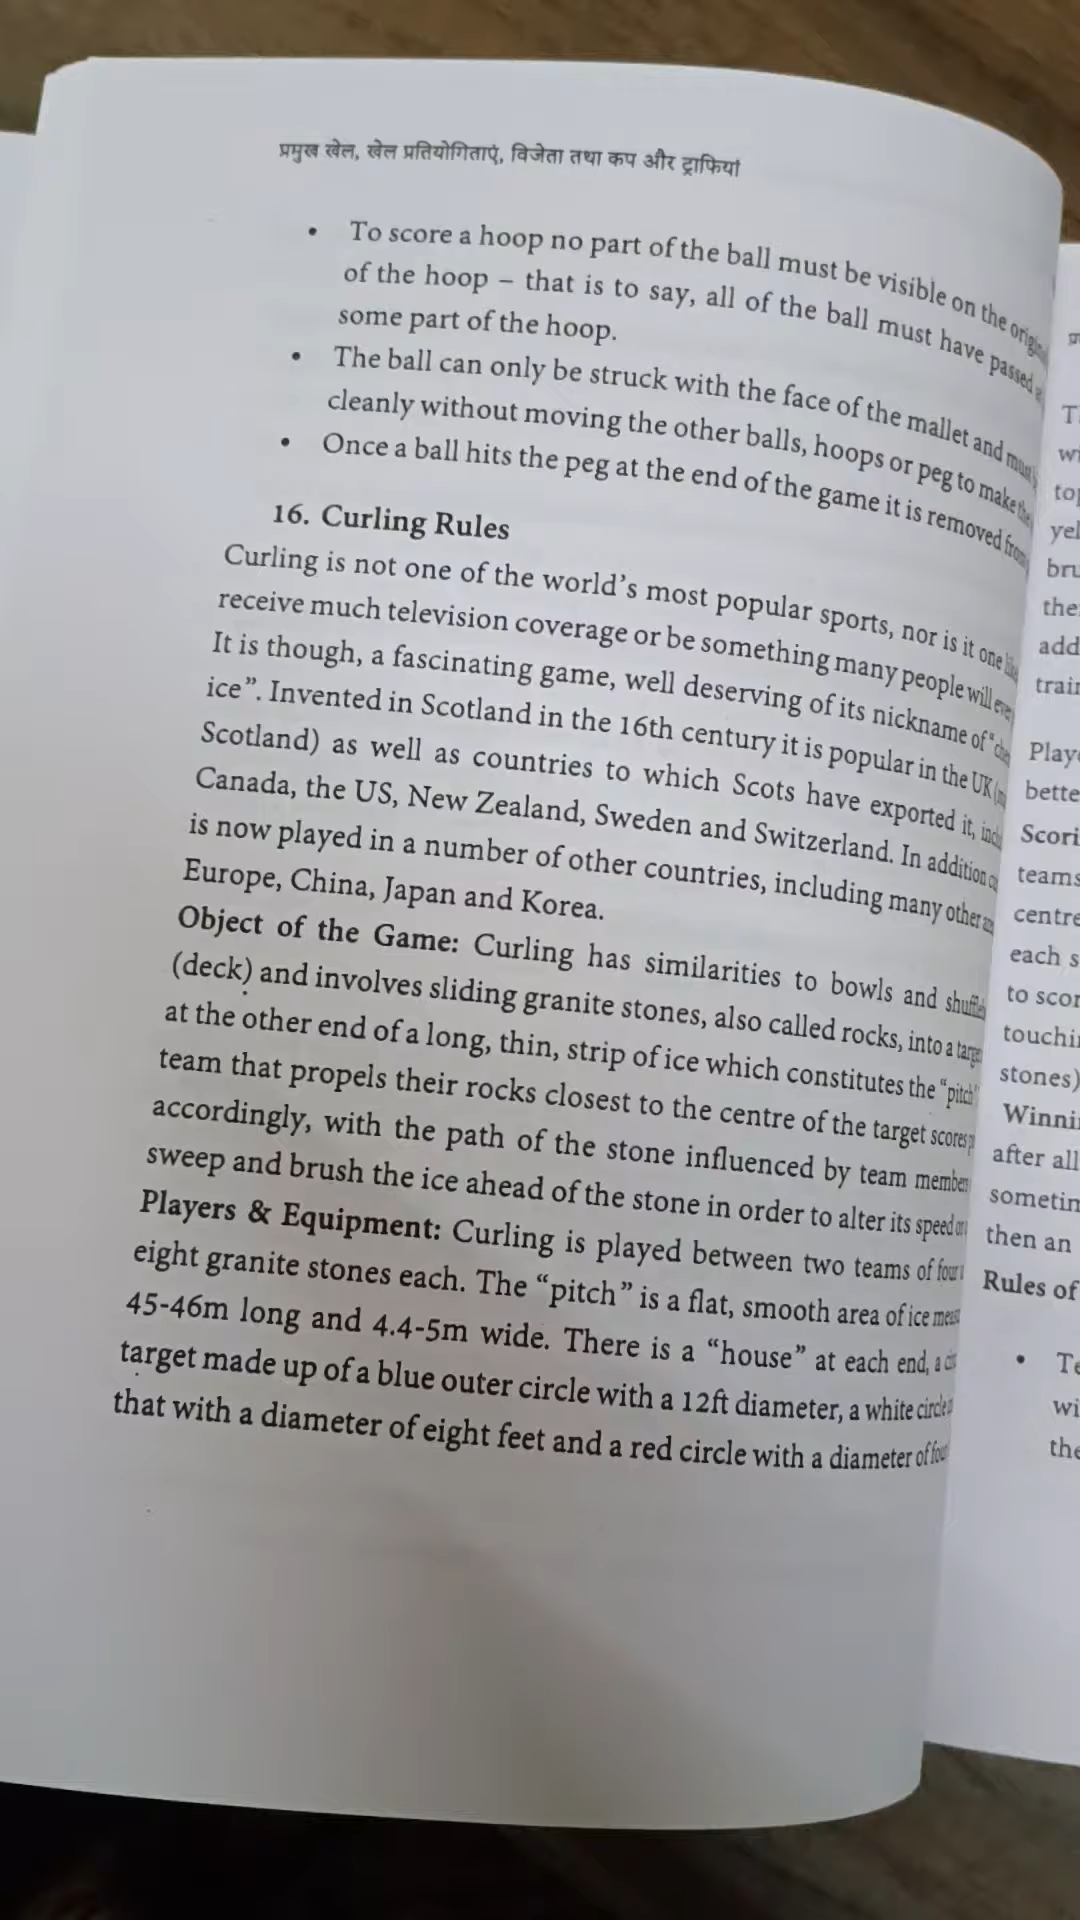 प्रमुख खेल, खेल प्रतियोगिताएं, विजेता तथा कप और ट्राफियां
• To score a hoop no part of the ball must be visible on the
of the hoop – that is to say, all of the ball must have passed
some part of the hoop.
• The ball can only be struck with the face of the mallet and must
cleanly without moving the other balls, hoops or peg to make the
• Once a ball hits the peg at the end of the game it is removed from
16. Curling Rules
Curling is not one of the world's most popular sports, nor is it one
receive much television coverage or be something many people will ever
It is though, a fascinating game, well deserving of its nickname of
ice". Invented in Scotland in the 16th century it is popular in the UK
Scotland) as well as countries to which Scots have exported it,
Canada, the US, New Zealand, Sweden and Switzerland. In addition
is now played in a number of other countries, including many other
Europe, China, Japan and Korea.
Object of the Game: Curling has similarities to bowls and
(deck) and involves sliding granite stones, also called rocks, into a
at the other end of a long, thin, strip of ice which constitutes the "pitch"
team that propels their rocks closest to the centre of the target scores
accordingly, with the path of the stone influenced by team
sweep and brush the ice ahead of the stone in order to alter its speed
Players & Equipment: Curling is played between two teams of four
eight granite stones each. The "pitch" is a flat, smooth area of ice
45-46m long and 4.4-5m wide. There is a "house" at each end, a
target made up of a blue outer circle with a 12ft diameter, a white circle
that with a diameter of eight feet and a red circle with a diameter of
bette
teams
centre
each s
stones)
after all
then an
Rules of
•
the